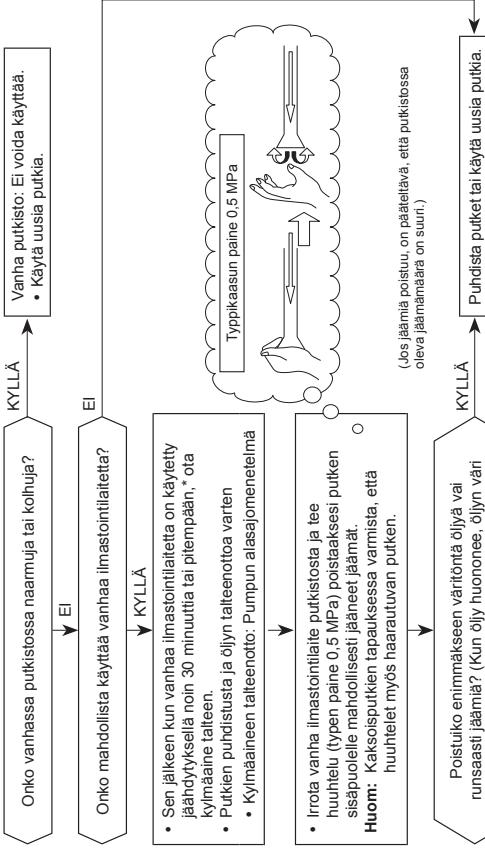 Onko vanhassa putkistossa naarmuja tai kolhuja?
KYLLÄ
Vanha putkisto: Ei voida käyttää.
• Käytä uusia putkia.
EI
Onko mahdollista käyttää vanhaa ilmastointilaitetta?
EI
KYLLÄ
• Sen jälkeen kun vanhaa ilmastointilaitetta on käytetty
jäähdytyksellä noin 30 minuuttia tai pitempään,* ota
kylmäaine talteen.
• Putkien puhdistusta ja öljyn talteenottoa varten
• Kylmäaineen talteenotto: Pumpun alasajomenetelmä
Typpikaasun paine 0,5 MPa
• Irrota vanha ilmastointilaite putkistosta ja tee
huuhtelu (typen paine 0,5 MPa) poistaaksesi putken
sisäpuolelle mahdollisesti jääneet jäämät.
Huom: Kaksoisputkien tapauksessa varmista, että
huuhtelet myös haarautuvan putken.
(Jos jäämiä poistuu, on pääteltävä, että putkistossa
oleva jäämämäärä on suuri.)
Poistuiko enimmäkseen väritöntä öljyä vai
runsaasti jäämiä? (Kun öljy huononee, öljyn väri
KYLLÄ
Puhdista putket tai käytä uusia putkia.